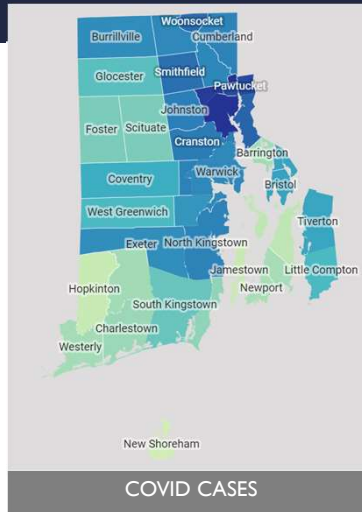 Woonsocket
Burrillville
Cumberland
Glocester
Smithfield
Pawtucket
Johnston
Foster
Scituate
Cranston
Barrington
Coventry
Warwick
Bristol
West Greenwich
Tiverton
Exeter
North Kingstown
Jamestown
Little Compton
Hopkinton
Newport
South Kingstown
Charlestown
Westerly
New Shoreham
COVID CASES